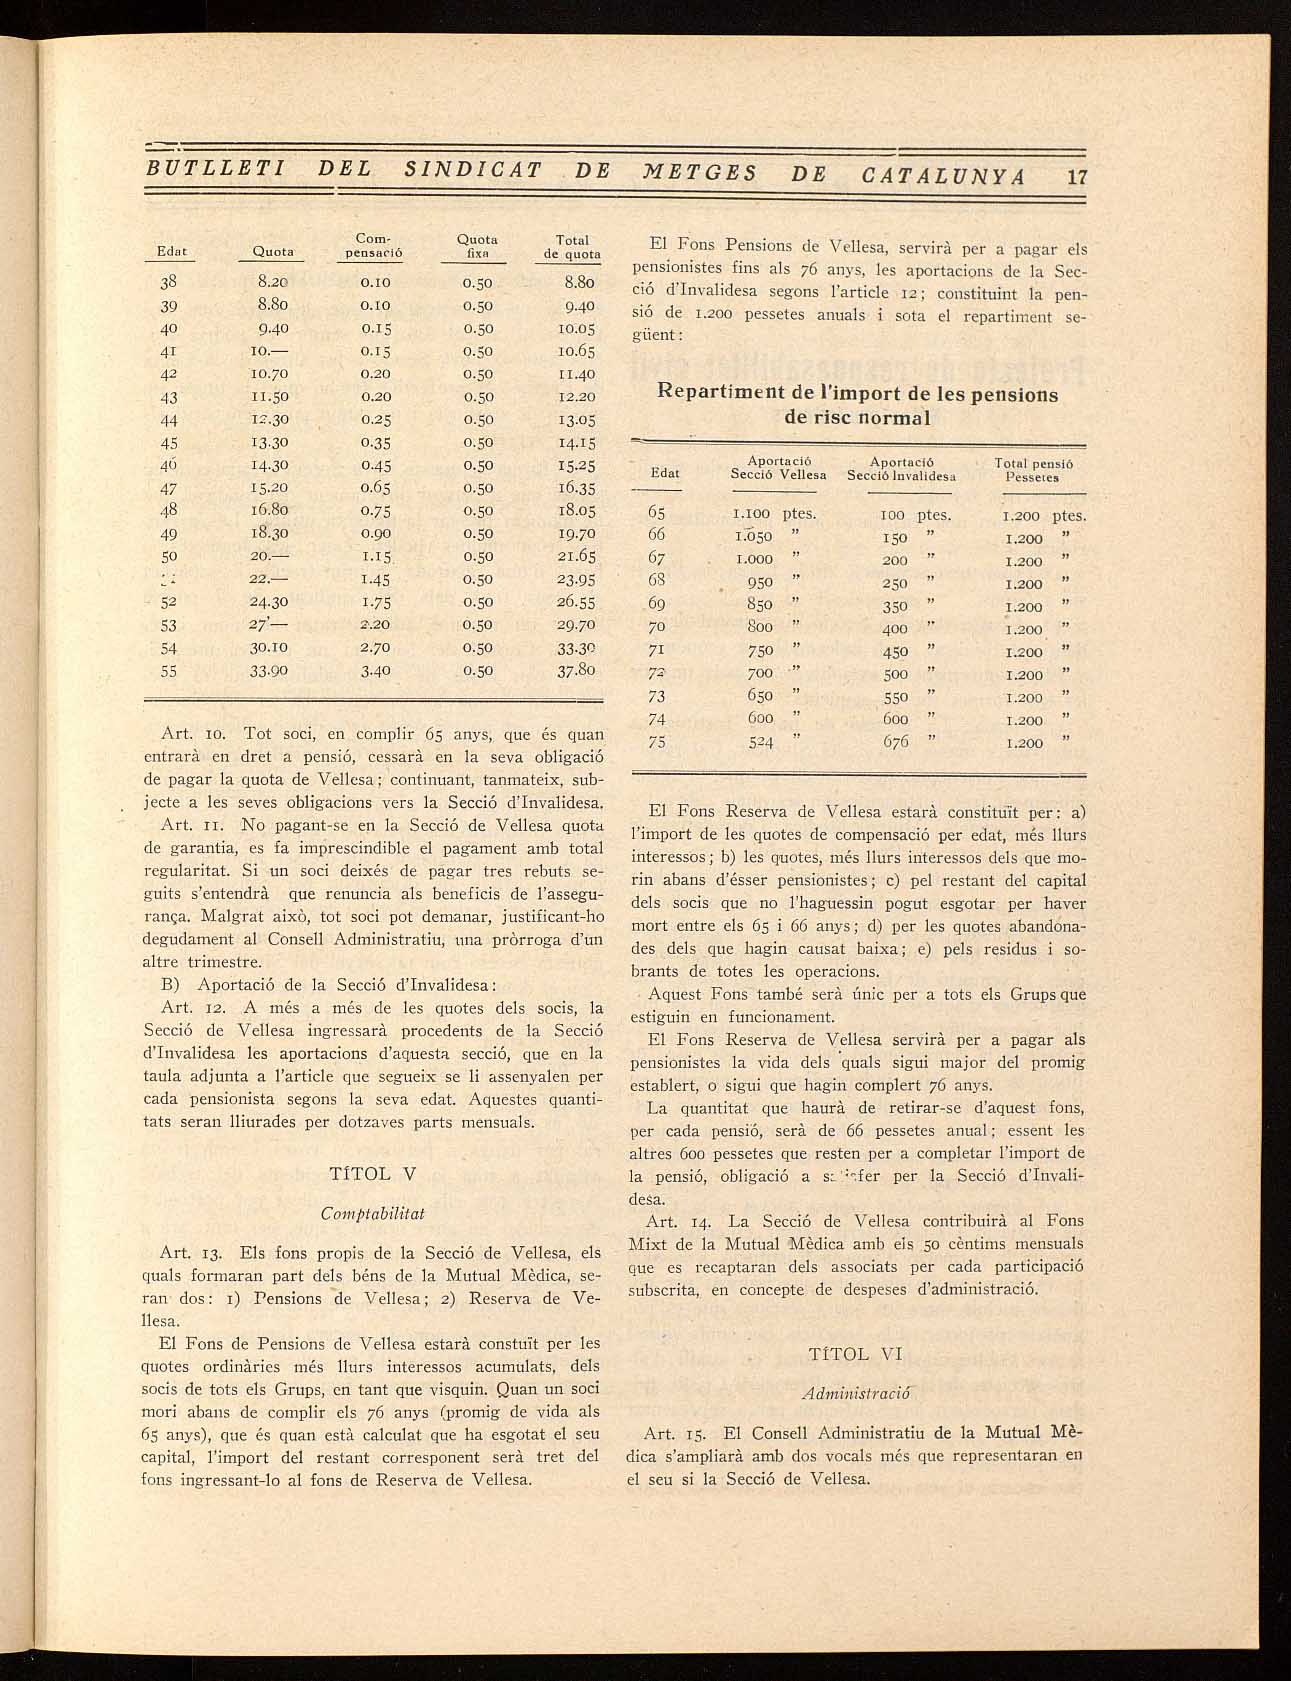 BUTLLETI DEL SINDICAT DE METGES DE CATALUNYA 17
Edat Quota Com- pensació Quota fixa Total de quota
38 8.20 0.10 0.50 8.80
39 8.80 0.10 0.50 9.40
40 9.40 0.15 0.50 10.05
41 10.— 0.15 0.50 10.65
42 10.70 0.20 0.50 11.40
43 11.50 0.20 0.50 12.20
44 12.30 0.25 0.50 13.05
45 13.30 0.35 0.50 14.15
46 14.30 0.45 0.50 15.25
47 15.20 0.65 0.50 16.35
48 16.80 0.75 0.50 18.05
49 18.30 0.90 0.50 19.70
50 20.— 1.15 0.50 21.65
22.— 1.45 0.50 23.95
52 24.30 1.75 0.50 26.55
53 27'— 2.20 0.50 29.70
54 30.10 2.70 0.50 33.30
55 33.90 3.40 0.50 37.80
Art. 10. Tot soci, en complir 65 anys, que és quan
entrarà en dret a pensió, cessarà en la seva obligació
de pagar la quota de Vellesa; continuant, tanmateix, sub-
jecte a les seves obligacions vers la Secció d'Invalidesa.
Art. 11. No pagant-se en la Secció de Vellesa quota
de garantia, es fa imprescindible el pagament amb total
regularitat. Si un soci deixés de pagar tres rebuts se-
guits s'entendrà que renuncia als beneficis de l'assegu-
rança. Malgrat això, tot soci pot demanar, justificant-ho
degudament al Consell Administratiu, una pròrroga d'un
altre trimestre.
B) Aportació de la Secció d'Invalidesa:
Art. 12. A més a més de les quotes dels socis, la
Secció de Vellesa ingressarà procedents de la Secció
d'Invalidesa les aportacions d'aquesta secció, que en la
taula adjunta a l'article que segueix se li assenyalen per
cada pensionista segons la seva edat. Aquestes quanti-
tats seran lliurades per dotzaves parts mensuals.
TÍTOL V
Comptabilitat
Art. 13. Els fons propis de la Secció de Vellesa, els
quals formaran part dels béns de la Mutual Mèdica, se-
ran dos: 1) Pensions de Vellesa; 2) Reserva de Ve-
llesa.
El Fons de Pensions de Vellesa estarà constuït per les
quotes ordinàries més llurs interessos acumulats, dels
socis de tots els Grups, en tant que visquin. Quan un soci
mori abans de complir els 76 anys (promig de vida als
65 anys), que és quan està calculat que ha esgotat el seu
capital, l'import del restant corresponent serà tret del
fons ingressant-lo al fons de Reserva de Vellesa.
El Fons Pensions de Vellesa, servirà per a pagar els
pensionistes fins als 76 anys, les aportacions de la Sec-
ció d'Invalidesa segons l'article 12; constituint la pen-
sió de 1.200 pessetes anuals i sota el repartiment se-
güent:
Repartiment de l'import de les pensions
de risc normal
Edat Aportació Secció Vellesa Aportació Secció Invalidesa Total pensió Pessetes
65 1.100 ptes. 100 ptes. 1.200 ptes.
66 1.050 " 150 " 1.200 "
67 1.000 " 200 " 1.200 "
68 950 " 250 " 1.200 "
69 850 " 350 " 1.200 "
70 800 " 400 " 1.200 "
71 750 " 450 " 1.200 "
72 700 " 500 " 1.200 "
73 650 " 550 " 1.200 "
74 600 " 600 " 1.200 "
75 524 " 676 " 1.200 "
El Fons Reserva de Vellesa estarà constituït per: a)
l'import de les quotes de compensació per edat, més llurs
interessos; b) les quotes, més llurs interessos dels que mo-
rin abans d'ésser pensionistes; c) pel restant del capital
dels socis que no l'haguessin pogut esgotar per haver
mort entre els 65 i 66 anys; d) per les quotes abandona-
des dels que hagin causat baixa; e) pels residus i so-
brants de totes les operacions.
Aquest Fons també serà únic per a tots els Grups que
estiguin en funcionament.
El Fons Reserva de Vellesa servirà per a pagar als
pensionistes la vida dels quals sigui major del promig
establert, o sigui que hagin complert 76 anys.
La quantitat que haurà de retirar-se d'aquest fons,
per cada pensió, serà de 66 pessetes anual; essent les
altres 600 pessetes que resten per a completar l'import de
la pensió, obligació a per la Secció d'Invali-
desa.
Art. 14. La Secció de Vellesa contribuirà al Fons
Mixt de la Mutual Mèdica amb els 50 cèntims mensuals
que es recaptaran dels associats per cada participació
subscrita, en concepte de despeses d'administració.
TÍTOL VI
Administració
Art. 15. El Consell Administratiu de la Mutual Mè-
dica s'ampliarà amb dos vocals més que representaran en
el seu si la Secció de Vellesa.